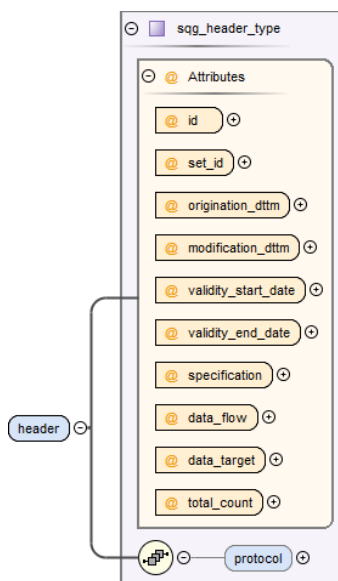 sqg_header_type
@ Attributes
@ id
@ set_id
@ origination_dttm
@ modification_dttm
@ validity_start_date
@ validity_end_date
@ specification
@ data_flow
@ data_target
@ total_count
header
protocol